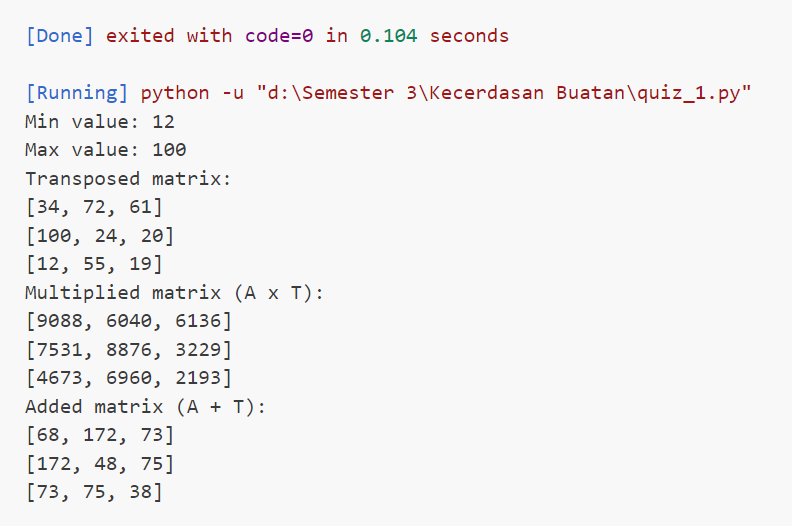 [Done] exited with code=0 in 0.104 seconds
[Running] python -u "d:\Semester 3\Kecerdasan Buatan\quiz_1.py"
Min value: 12
Max value: 100
Transposed matrix:
[34, 72, 61]
[100, 24, 20]
[12, 55, 19]
Multiplied matrix (A x T):
[9088, 6040, 6136]
[7531, 8876, 3229]
[4673, 6960, 2193]
Added matrix (A + T):
[68, 172, 73]
[172, 48, 75]
[73, 75, 38]